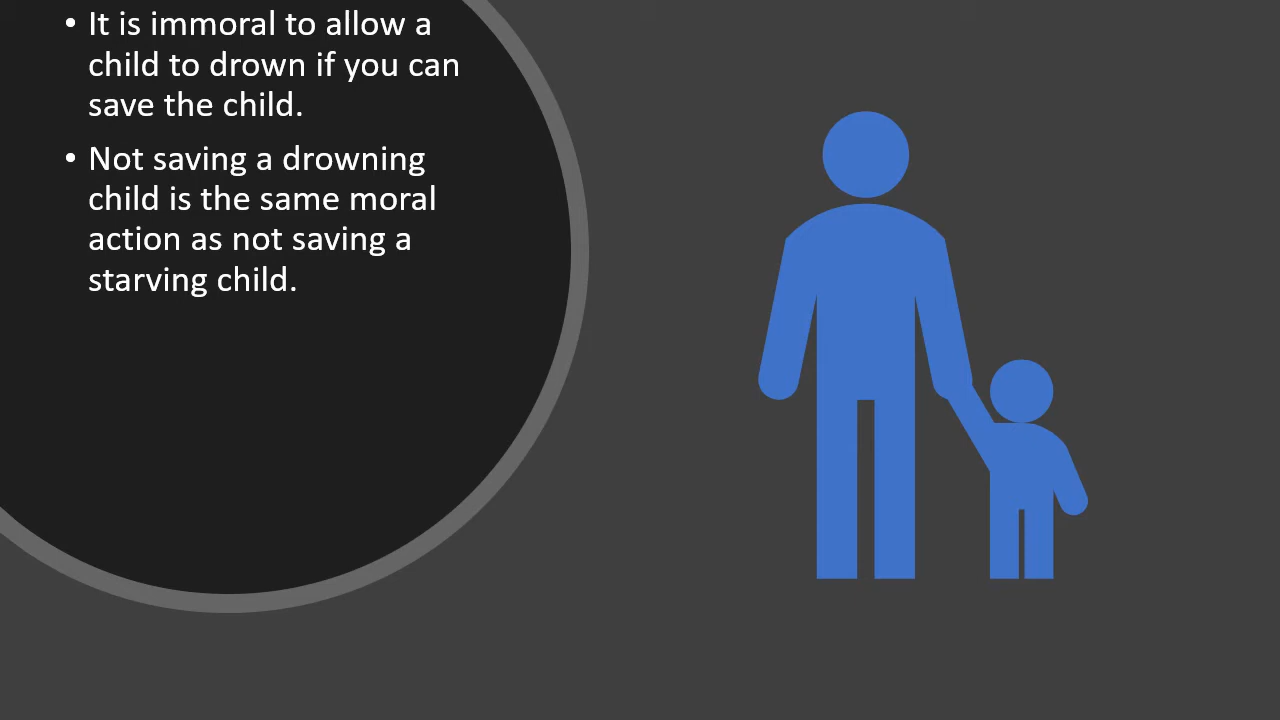 • It is immoral to allow a
child to drown if you can
save the child.
• Not saving a drowning
child is the same moral
action as not saving a
starving child.